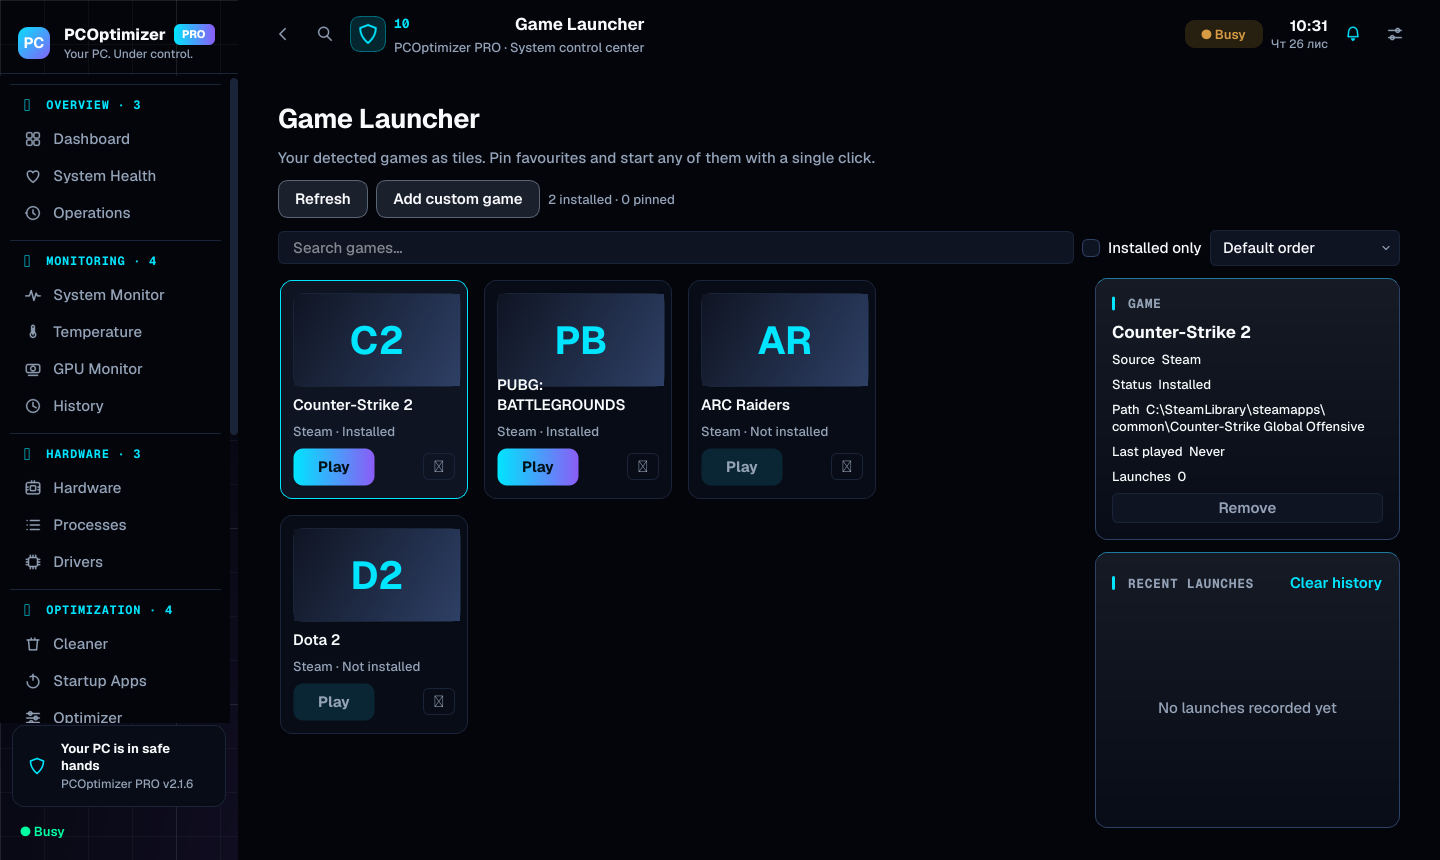 PC
PCOptimizer PRO
Your PC. Under control.
OVERVIEW · 3
Dashboard
System Health
Operations
MONITORING · 4
System Monitor
Temperature
GPU Monitor
History
HARDWARE · 3
Hardware
Processes
Drivers
OPTIMIZATION · 4
Cleaner
Startup Apps
Optimizer
Your PC is in safe
hands
PCOptimizer PRO v2.1.6
Busy
10
Game Launcher
PCOptimizer PRO · System control center
Busy
10:31
Чт 26 лис
Game Launcher
Your detected games as tiles. Pin favourites and start any of them with a single click.
Refresh
Add custom game
2 installed · 0 pinned
Search games...
Installed only
Default order
C2
Counter-Strike 2
Steam · Installed
Play
PB
PUBG:
BATTLEGROUNDS
Steam · Installed
Play
AR
ARC Raiders
Steam · Not installed
Play
D2
Dota 2
Steam · Not installed
Play
GAME
Counter-Strike 2
Source Steam
Status Installed
Path C:\SteamLibrary\steamapps\
common\Counter-Strike Global Offensive
Last played Never
Launches 0
Remove
RECENT LAUNCHES
Clear history
No launches recorded yet